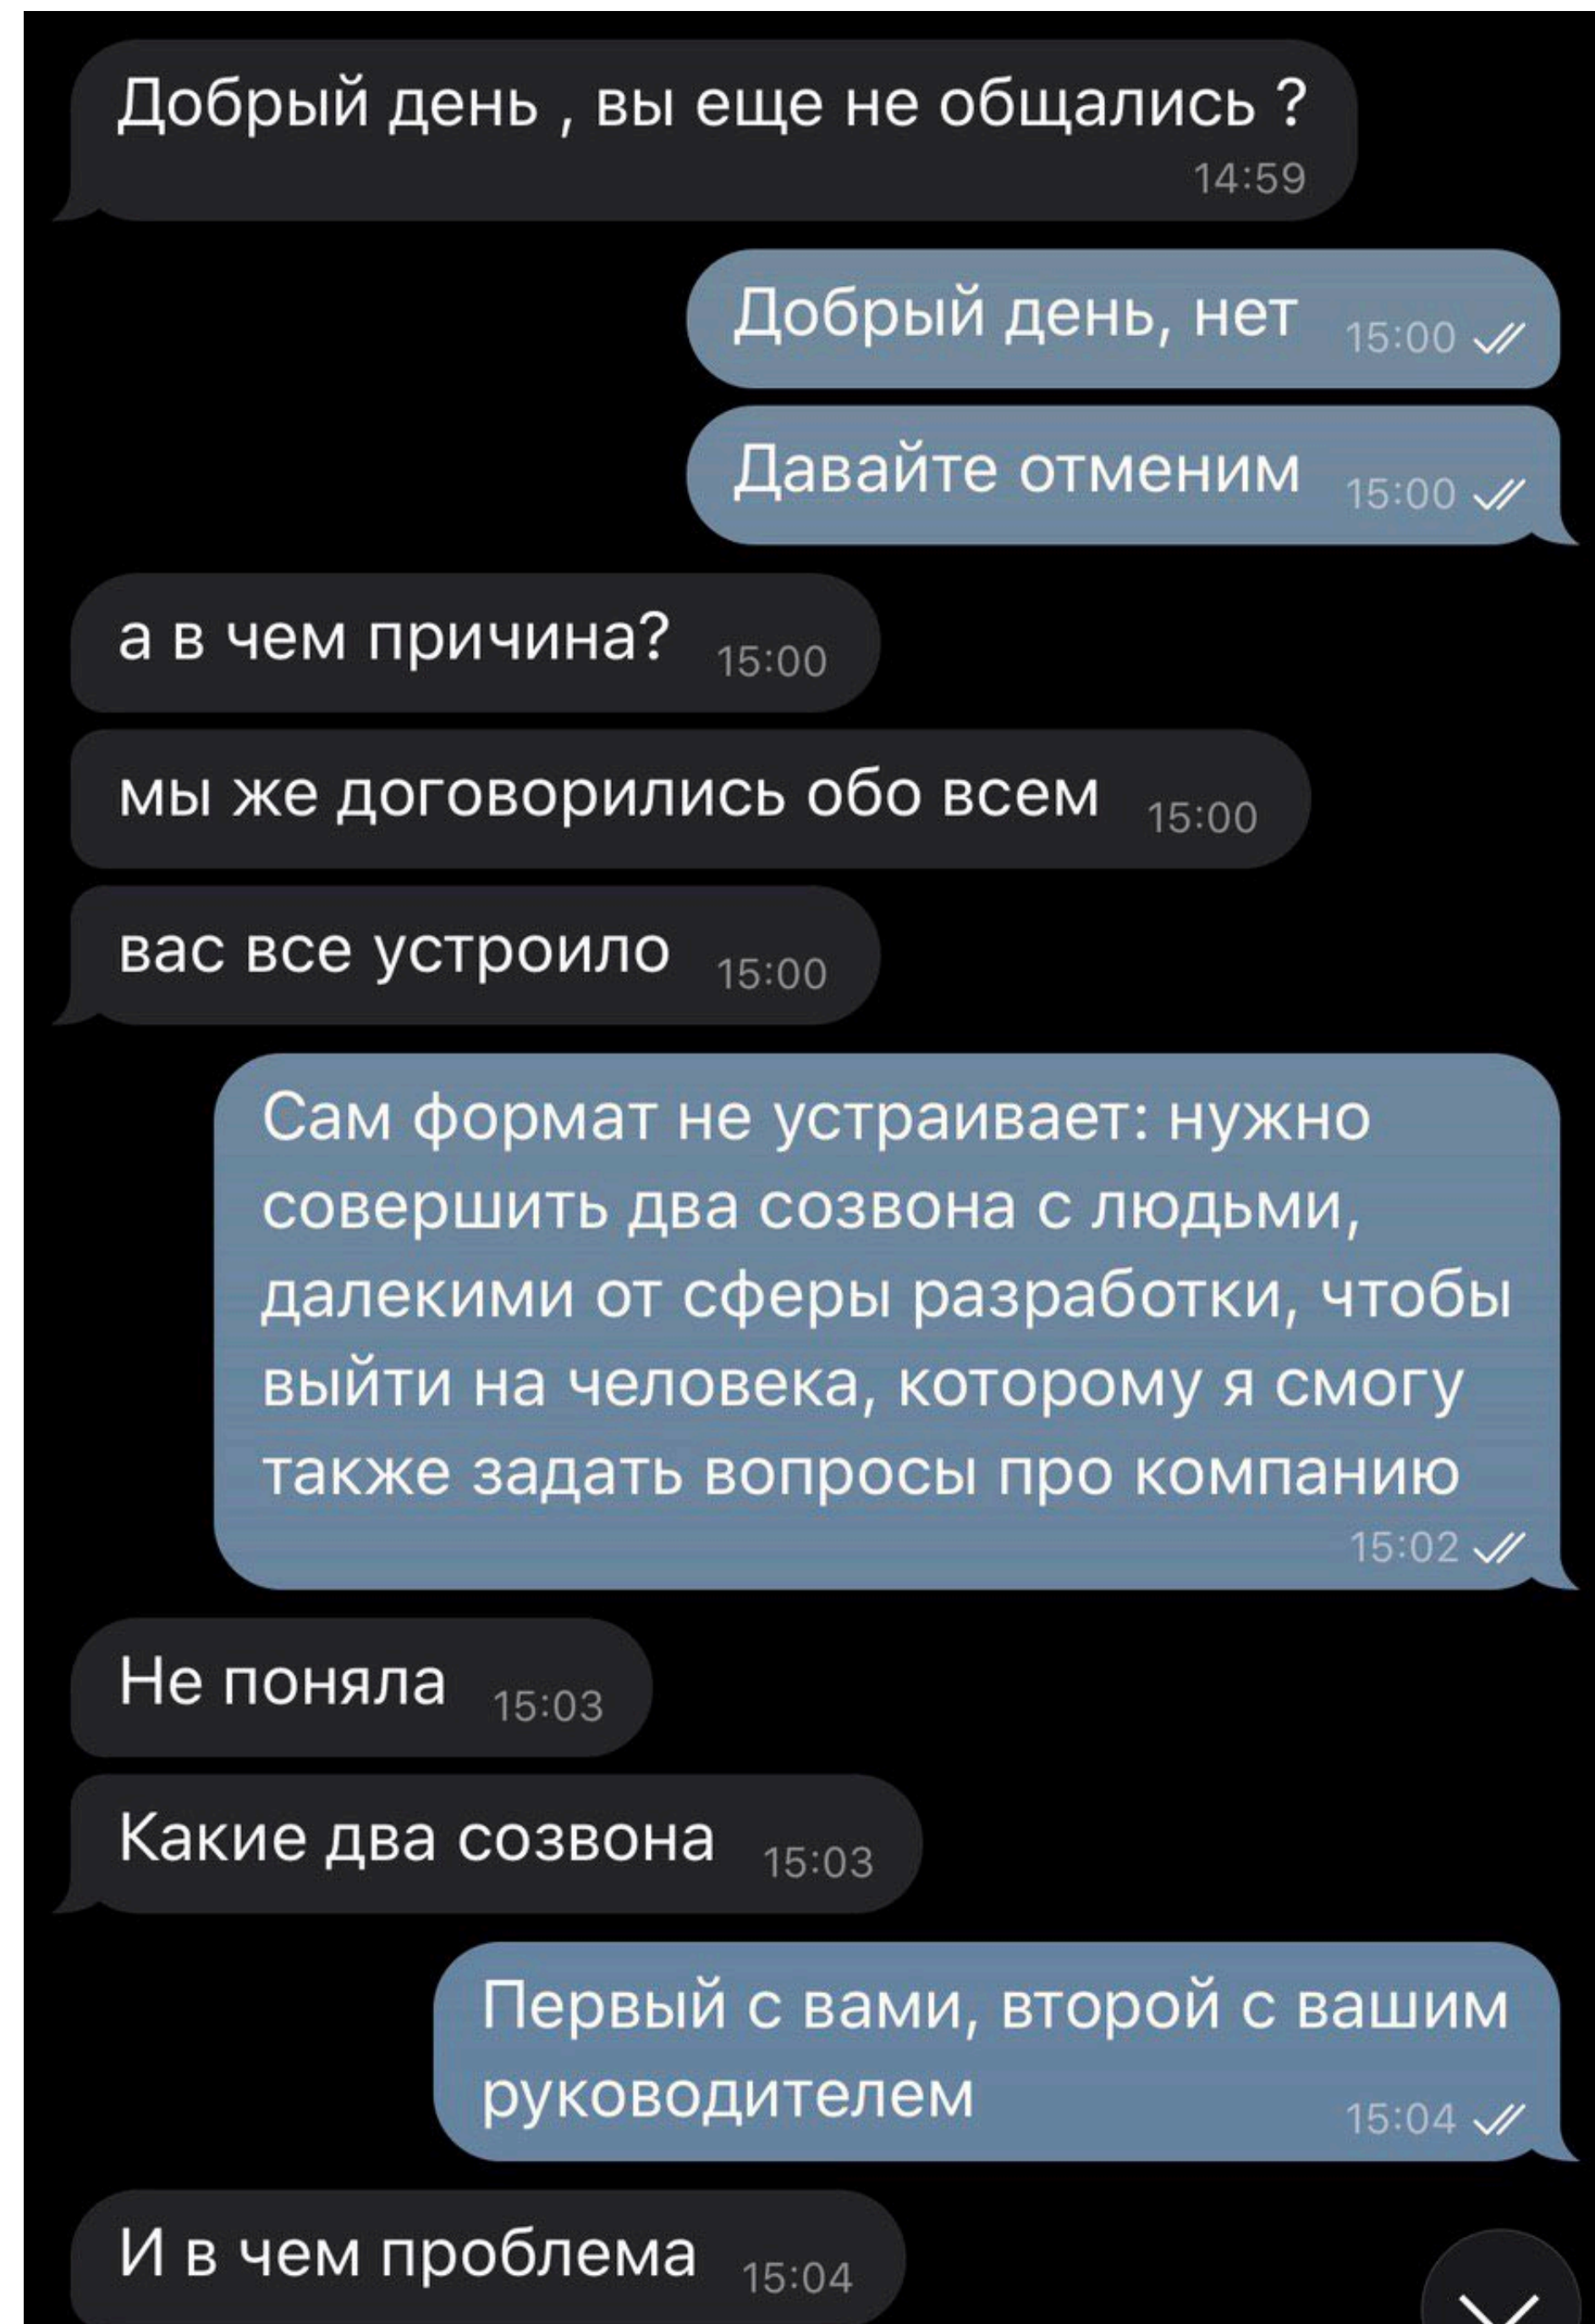 Добрый день , вы еще не общались ?
14:59
Добрый день, нет 15:00
Давайте отменим 15:00
а в чем причина? 15:00
мы же договорились обо всем 15:00
вас все устроило 15:00
Сам формат не устраивает: нужно
совершить два созвона с людьми,
далекими от сферы разработки, чтобы
выйти на человека, которому я смогу
также задать вопросы про компанию
15:02
Не поняла 15:03
Какие два созвона 15:03
Первый с вами, второй с вашим
руководителем 15:04
И в чем проблема 15:04